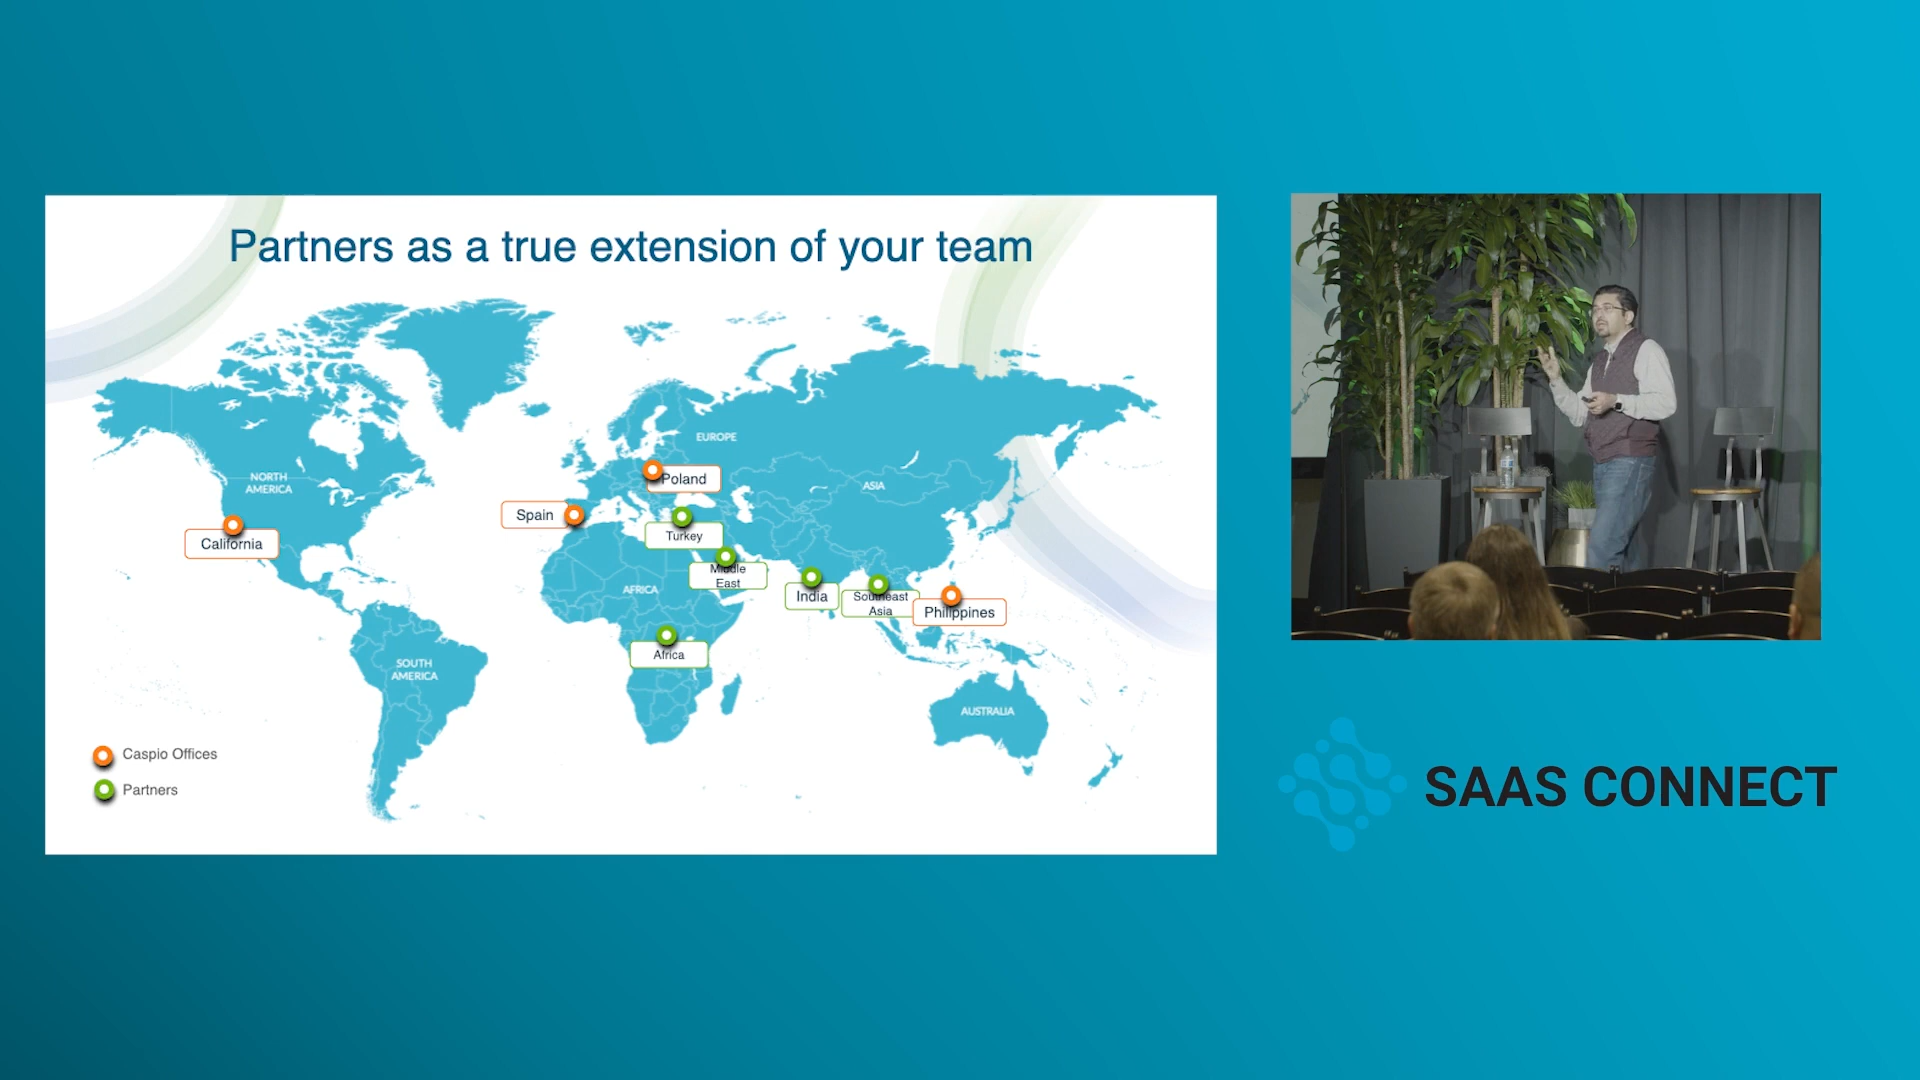 Partners as a true extension of your team
EUROPE
NORTH
AMERICA
ASIA
Poland
Spain
Turkey
California
Middle
East
AFRICA
India
Southeast
Asia
Philippines
Africa
SOUTH
AMERICA
AUSTRALIA
Caspio Offices
Partners
SAAS CONNECT